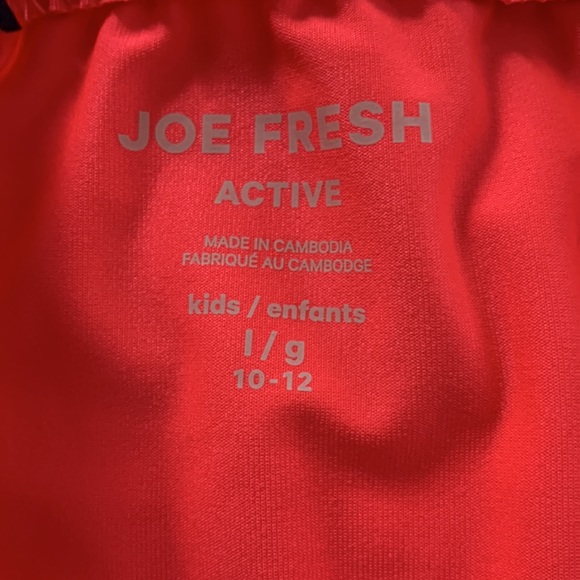 JOE FRESH
ACTIVE
MADE IN CAMBODIA
FABRIQUÉ AU CAMBODGE
kids / enfants
l / g
10-12